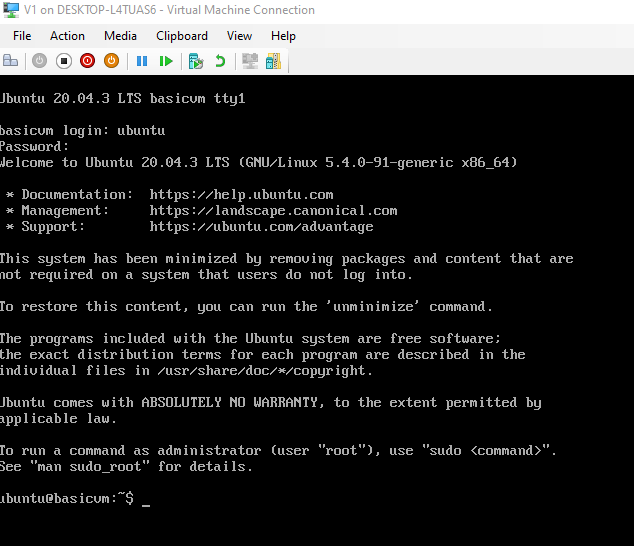 V1 on DESKTOP-L4TUAS6 - Virtual Machine Connection
File Action Media Clipboard View Help
Ubuntu 20.04.3 LTS basicvm tty1
basicvm login: ubuntu
Password:
Welcome to Ubuntu 20.04.3 LTS (GNU/Linux 5.4.0-91-generic x86_64)
* Documentation: https://help.ubuntu.com
* Management: https://landscape.canonical.com
* Support: https://ubuntu.com/advantage
This system has been minimized by removing packages and content that are
not required on a system that users do not log into.
To restore this content, you can run the 'unminimize' command.
The programs included with the Ubuntu system are free software;
the exact distribution terms for each program are described in the
individual files in /usr/share/doc/*/copyright.
Ubuntu comes with ABSOLUTELY NO WARRANTY, to the extent permitted by
applicable law.
To run a command as administrator (user "root"), use "sudo <command>".
See "man sudo_root" for details.
ubuntu@basicvm:~$ _